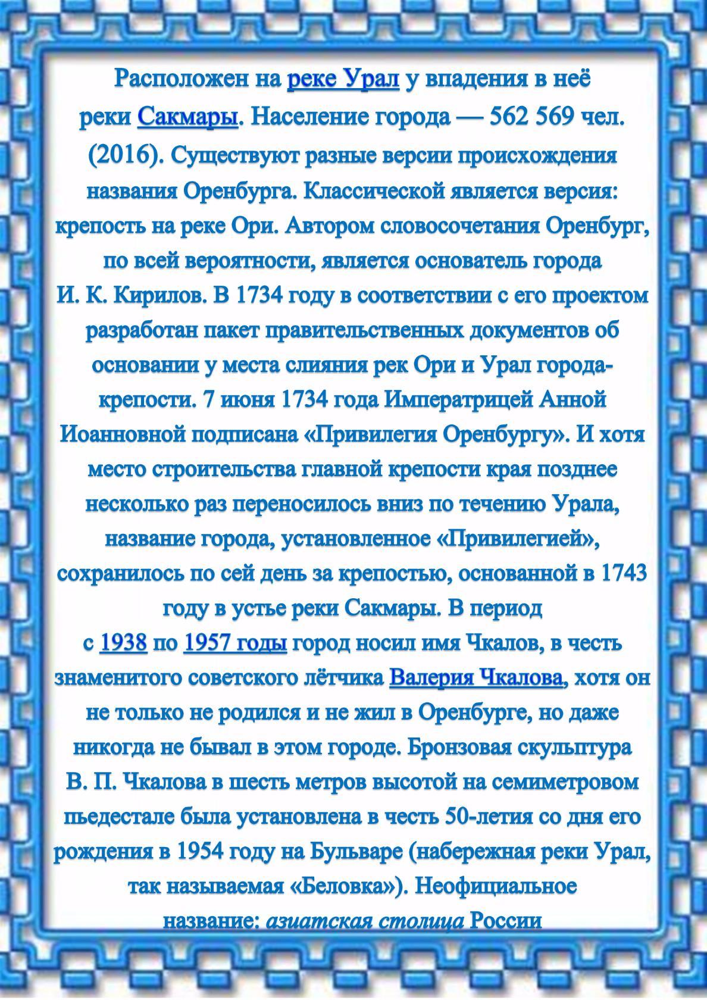 Расположен на реке Урал у впадения в неё
реки Сакмары. Население города — 562 569 чел.
(2016). Существуют разные версии происхождения
названия Оренбурга. Классической является версия:
крепость на реке Ори. Автором словосочетания Оренбург,
по всей вероятности, является основатель города
И. К. Кирилов. В 1734 году в соответствии с его проектом
разработан пакет правительственных документов об
основании у места слияния рек Ори и Урал города-
крепости. 7 июня 1734 года Императрицей Анной
Иоанновной подписана «Привилегия Оренбургу». И хотя
место строительства главной крепости края позднее
несколько раз переносилось вниз по течению Урала,
название города, установленное «Привилегией»,
сохранилось по сей день за крепостью, основанной в 1743
году в устье реки Сакмары. В период
с 1938 по 1957 годы город носил имя Чкалов, в честь
знаменитого советского лётчика Валерия Чкалова, хотя он
не только не родился и не жил в Оренбурге, но даже
никогда не бывал в этом городе. Бронзовая скульптура
В. П. Чкалова в шесть метров высотой на семиметровом
пьедестале была установлена в честь 50-летия со дня его
рождения в 1954 году на Бульваре (набережная реки Урал,
так называемая «Беловка»). Неофициальное
название: азиатская столица России